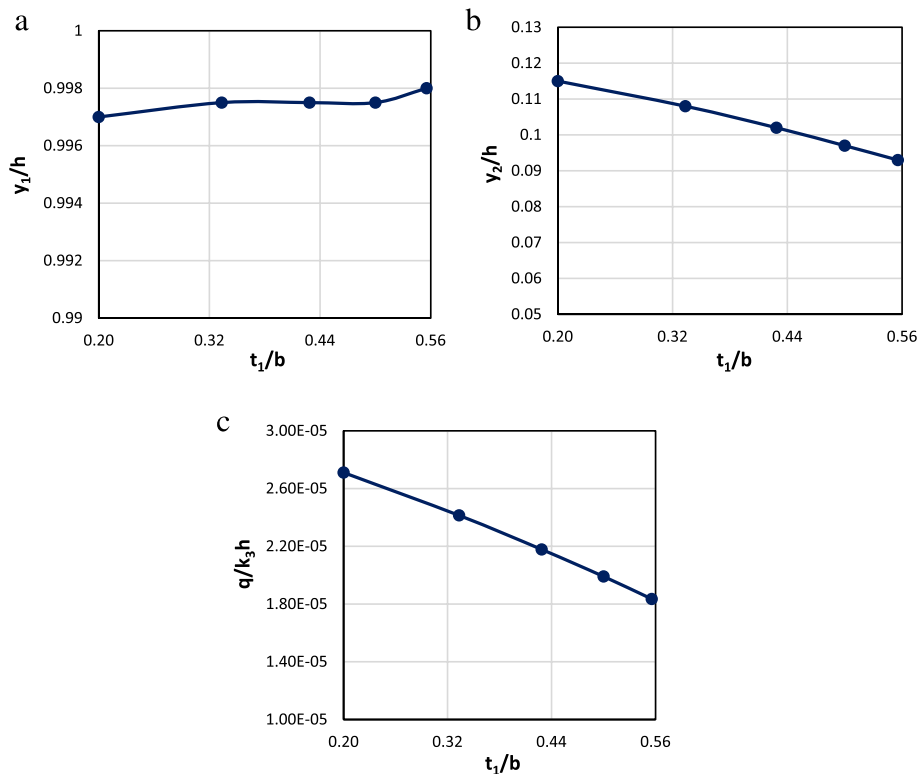 a
1
0.998
0.996
0.994
0.992
0.99
y₁/h
0.20 0.32 0.44 0.56
t₁/b
b
0.13
0.12
0.11
0.1
0.09
0.08
0.07
0.06
0.05
y₂/h
0.20 0.32 0.44 0.56
t₁/b
c
3.00E-05
2.60E-05
2.20E-05
1.80E-05
1.40E-05
1.00E-05
q/k₃h
0.20 0.32 0.44 0.56
t₁/b